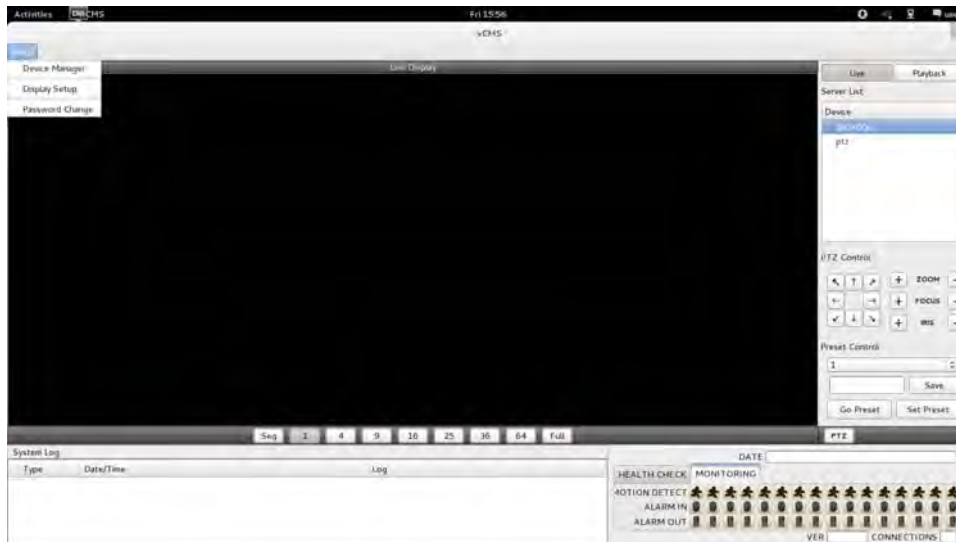 Activities
CMS
Fri 15:56
vCMS
Device Manager
Display Setup
Password Change
Live Display
Live
Playback
Server List
Device
ptz
PTZ Control
ZOOM
FOCUS
IRIS
Preset Control
1
Save
Go Preset
Set Preset
Seq 1 4 9 16 25 36 64 Full
PTZ
System Log
Type Date/Time Log
DATE
HEALTH CHECK MONITORING
MOTION DETECT
ALARM IN
ALARM OUT
VER CONNECTIONS